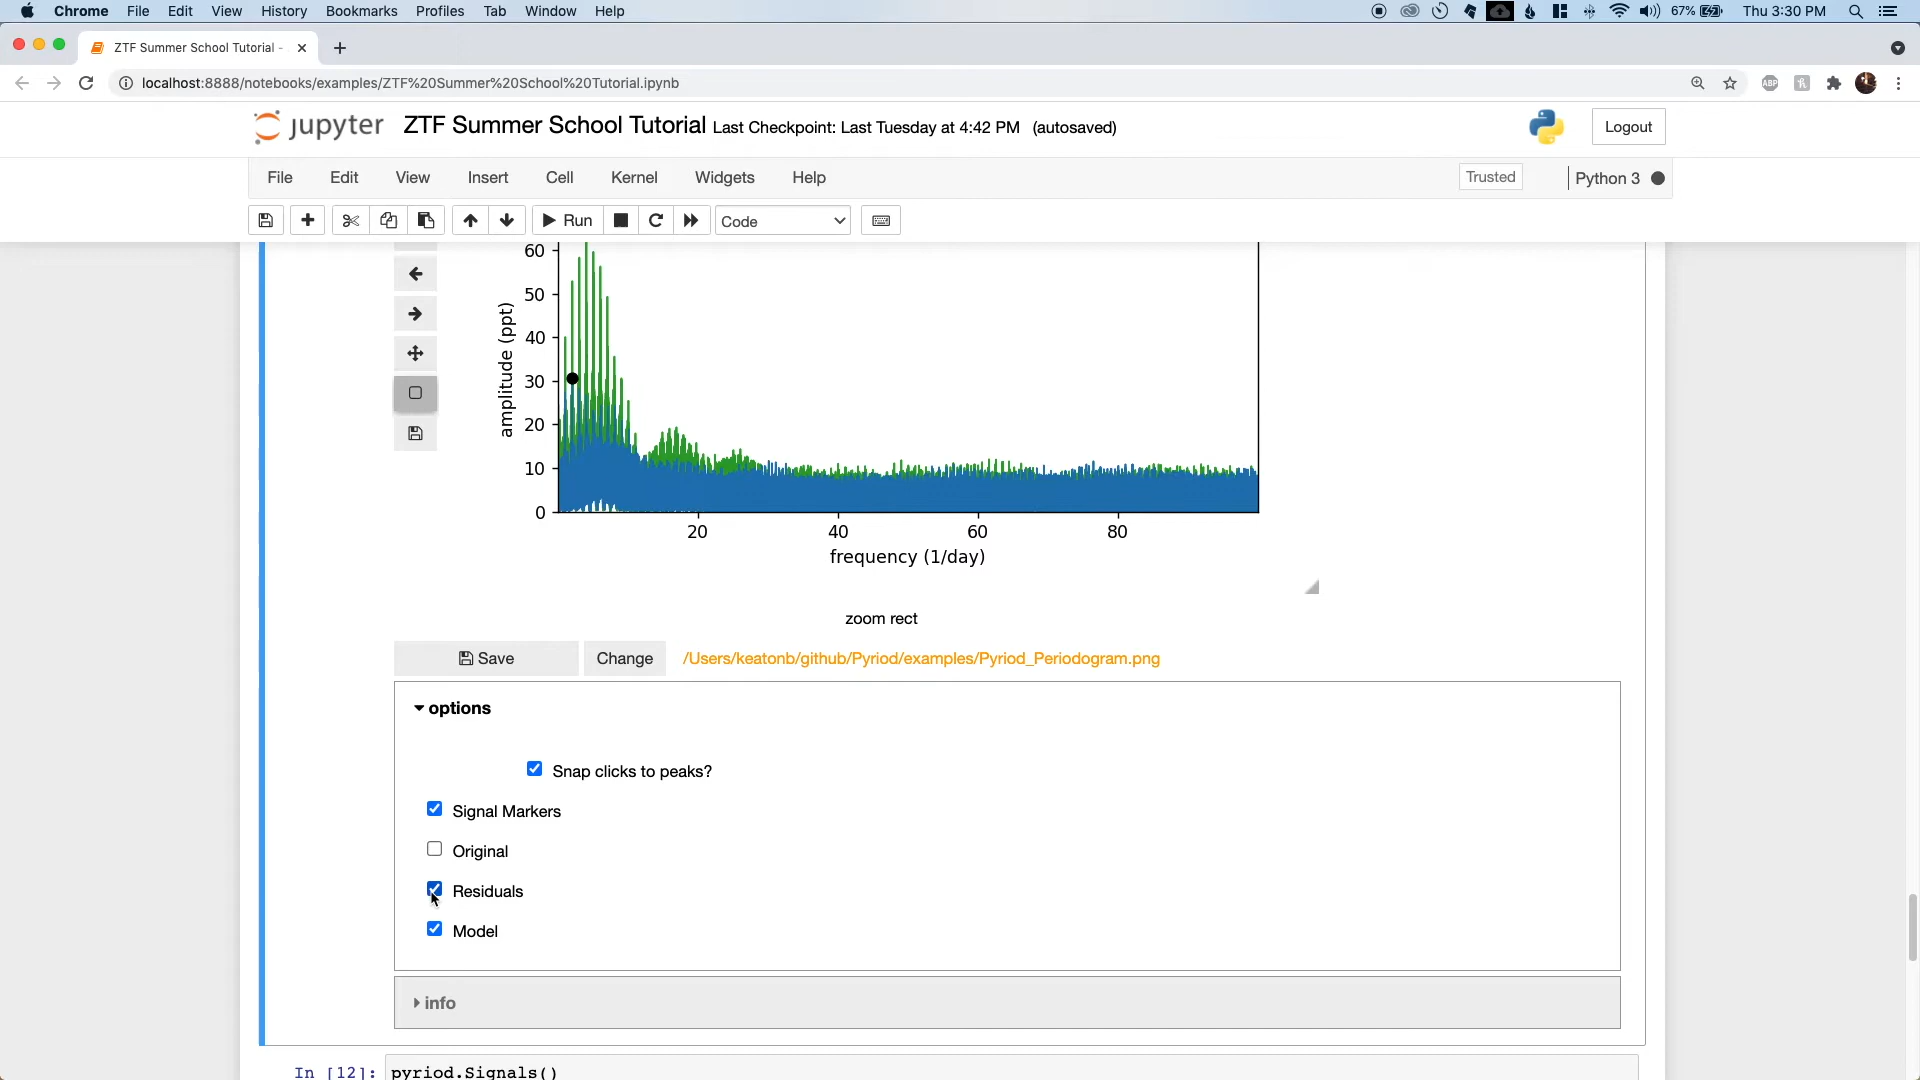 Chrome File Edit View History Bookmarks Profiles Tab Window Help 67% Thu 3:30 PM
ZTF Summer School Tutorial -
localhost:8888/notebooks/examples/ZTF%20Summer%20School%20Tutorial.ipynb
ABP
jupyter ZTF Summer School Tutorial Last Checkpoint: Last Tuesday at 4:42 PM (autosaved) Logout
File Edit View Insert Cell Kernel Widgets Help Trusted Python 3
Run Code
60
50
40
30
20
10
0
amplitude (ppt)
20 40 60 80
frequency (1/day)
zoom rect
Save Change /Users/keatonb/github/Pyriod/examples/Pyriod_Periodogram.png
options
Snap clicks to peaks?
Signal Markers
Original
Residuals
Model
info
In [12]: pyriod.Signals()